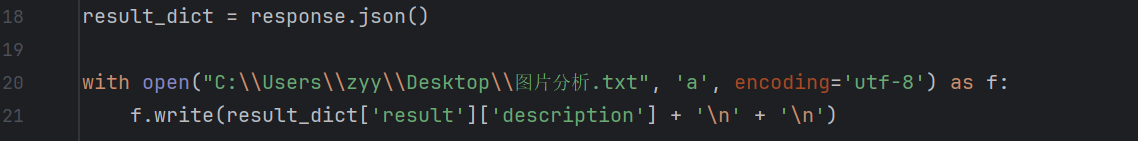 18 result_dict = response.json()
19
20 with open("C:\\Users\\zyy\\Desktop\\图片分析.txt", 'a', encoding='utf-8') as f:
21 f.write(result_dict['result']['description'] + '\n' + '\n')